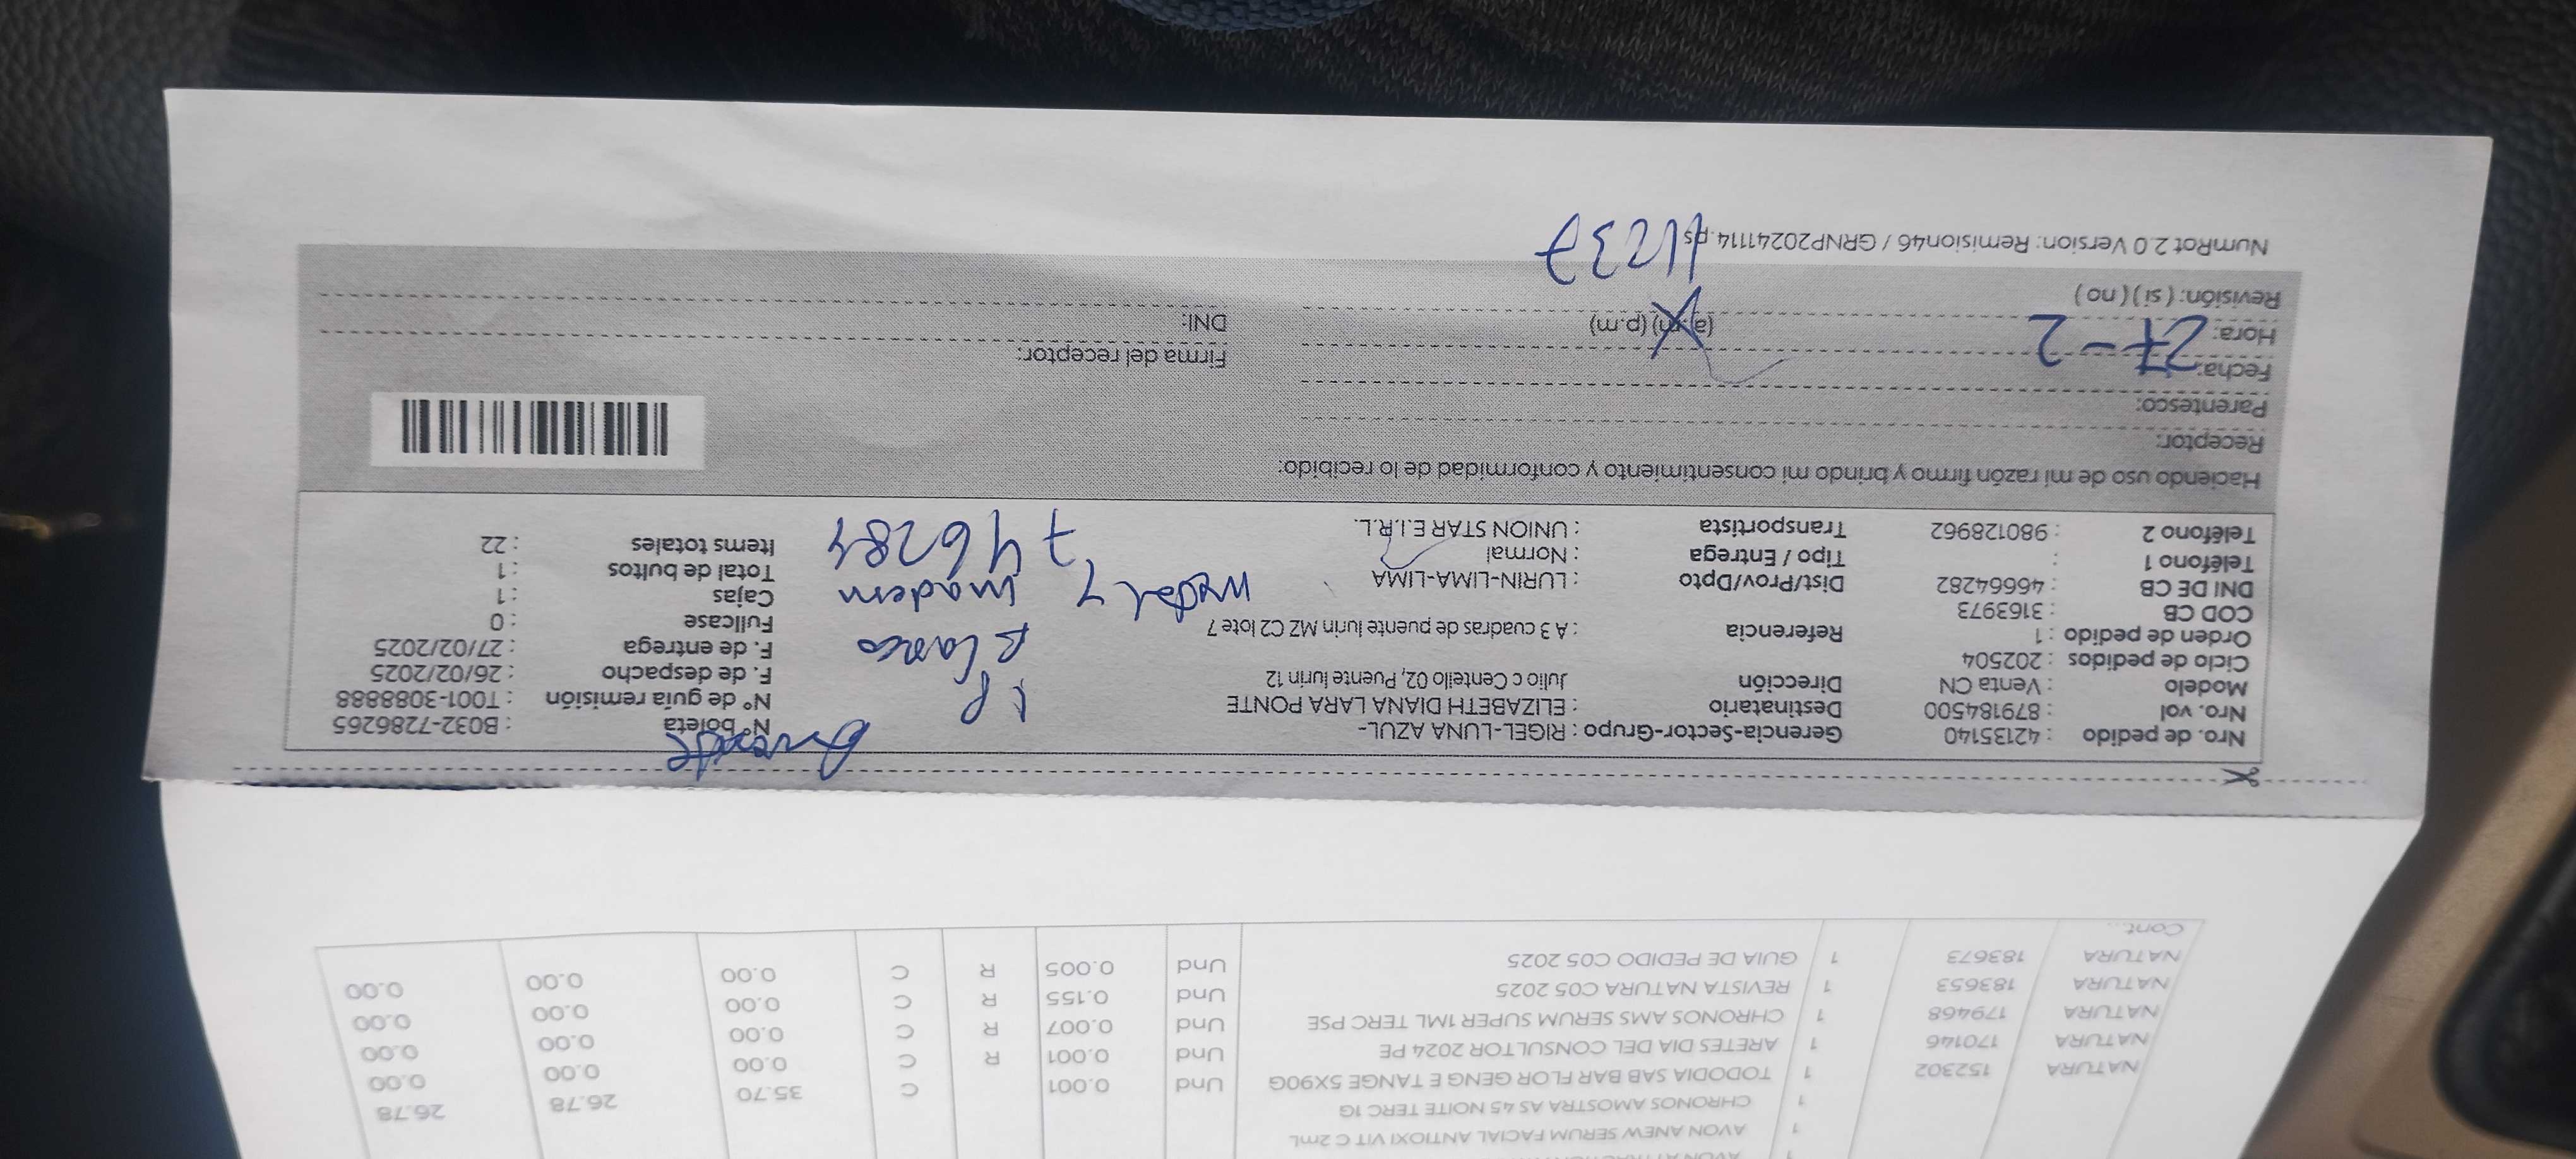 1 AVON ANEW SERUM FACIAL ANTIOXI VIT C 2mL
1 CHRONOS AMOSTRA AS 45 NOITE TERC 1G
NATURA 152302 1 TODODIA SAB BAR FLOR GENG E TANGE 5X90G Und 0.001 C 35.70 26.78 26.78
NATURA 170146 1 ARETES DIA DEL CONSULTOR 2024 PE Und 0.001 R C 0.00 0.00 0.00
NATURA 179468 1 CHRONOS AMS SERUM SUPER 1ML TERC PSE Und 0.007 R C 0.00 0.00 0.00
NATURA 183653 1 REVISTA NATURA C05 2025 Und 0.155 R C 0.00 0.00 0.00
NATURA 183673 1 GUIA DE PEDIDO C05 2025 Und 0.005 R C 0.00 0.00 0.00
Cont...
Nro. de pedido : 42135140 Gerencia-Sector-Grupo : RIGEL-LUNA AZUL- N° boleta : B032-7286265
Nro. vol : 879184500 Destinatario : ELIZABETH DIANA LARA PONTE 1 P N° de guía remisión : T001-3088888
Modelo : Venta CN Dirección Julio c Centello 02, Puente lurin 12 F. de despacho : 26/02/2025
Ciclo de pedidos : 202504 Blanco F. de entrega : 27/02/2025
Orden de pedido : 1 Referencia : A 3 cuadras de puente lurin MZ C2 lote 7 Fullcase : 0
COD CB : 3163973 Cajas : 1
DNI DE CB : 46664282 Dist/Prov/Dpto : LURIN-LIMA-LIMA Total de bultos : 1
Teléfono 1 : Tipo / Entrega : Normal Items totales : 22
Teléfono 2 : 980128962 Transportista : UNION STAR E.I.R.L. 746284
Haciendo uso de mi razón firmo y brindo mi consentimiento y conformidad de lo recibido:
Receptor:
Parentesco:
Fecha: 27-2 Firma del receptor:
Hora: (a.m) (p.m) DNI:
Revisión: ( si ) ( no )
NumRot 2.0 Version: Remision46 / GRNP20241114.ps 11237